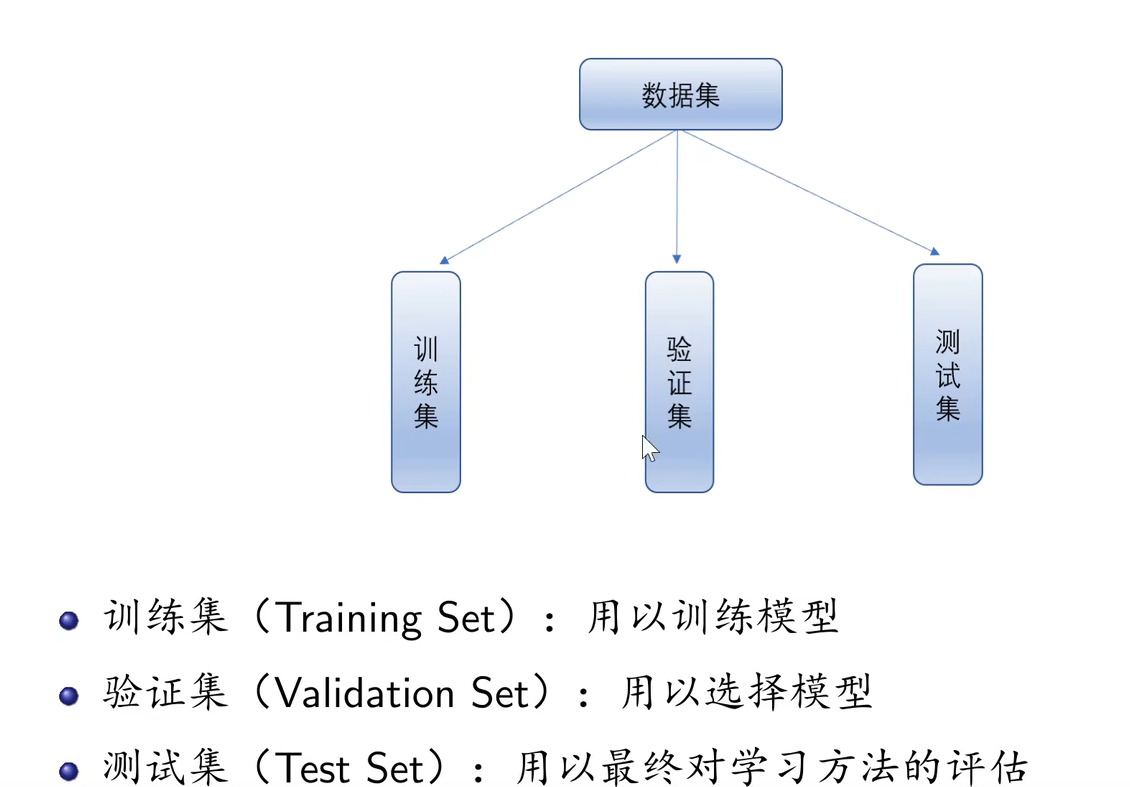 数据集
训练集
验证集
测试集
训练集（Training Set）：用以训练模型
验证集（Validation Set）：用以选择模型
测试集（Test Set）：用以最终对学习方法的评估